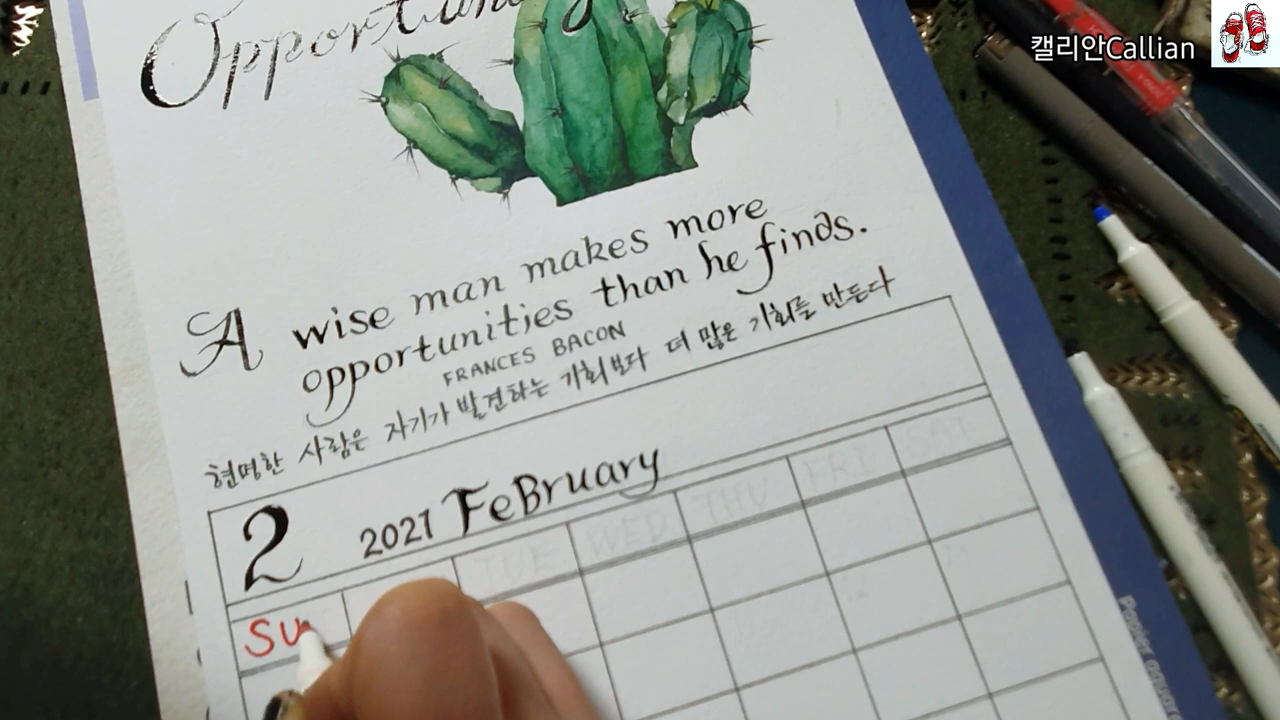 캘리안Callian
Opportunity
A wise man makes more
opportunities than he finds.
FRANCES BACON
현명한 사람은 자기가 발견하는 기회보다 더 많은 기회를 만든다
2 2021 FeBruary
SU TUE WED THU FRI SAT